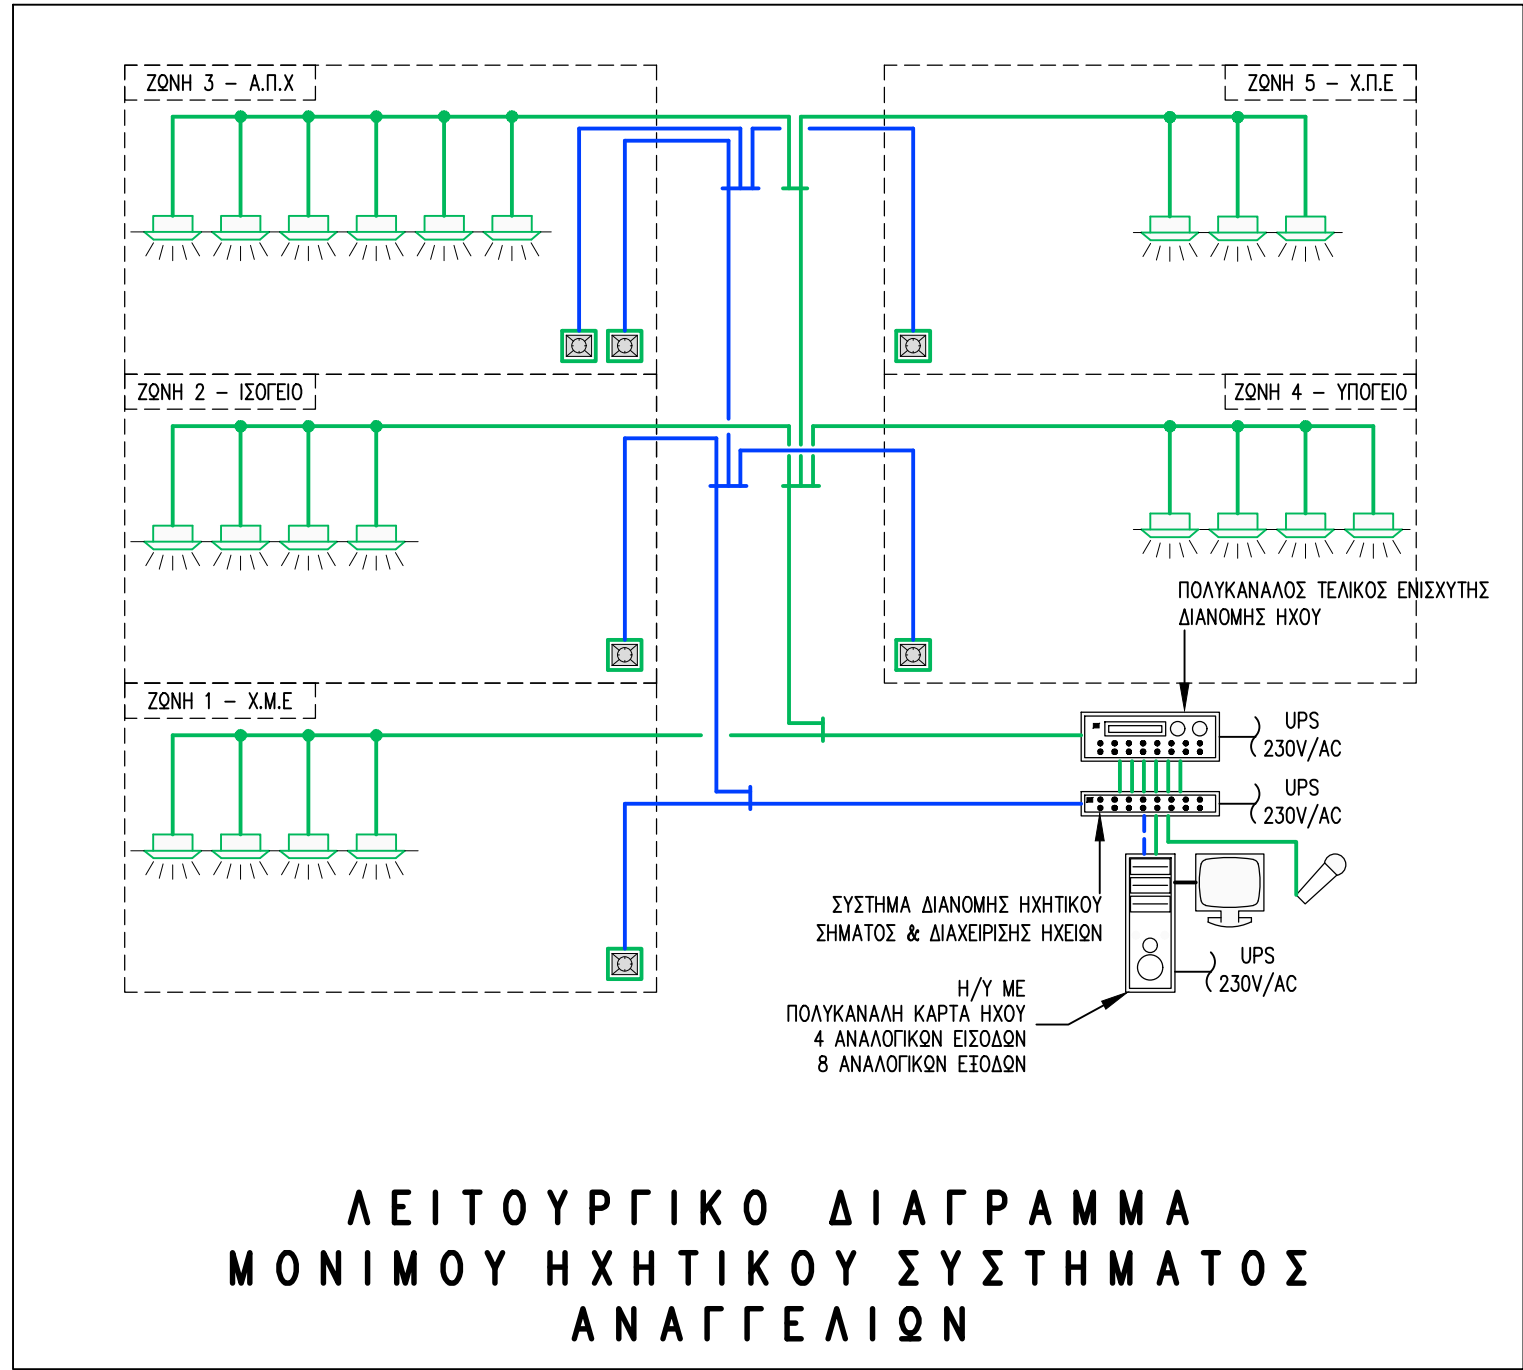 ΖΩΝΗ 3 - Α.Π.Χ
ΖΩΝΗ 5 - Χ.Π.Ε
ΖΩΝΗ 2 - ΙΣΟΓΕΙΟ
ΖΩΝΗ 4 - ΥΠΟΓΕΙΟ
ΠΟΛΥΚΑΝΑΛΟΣ ΤΕΛΙΚΟΣ ΕΝΙΣΧΥΤΗΣ
ΔΙΑΝΟΜΗΣ ΗΧΟΥ
ΖΩΝΗ 1 - Χ.Μ.Ε
UPS
230V/AC
UPS
230V/AC
ΣΥΣΤΗΜΑ ΔΙΑΝΟΜΗΣ ΗΧΗΤΙΚΟΥ
ΣΗΜΑΤΟΣ & ΔΙΑΧΕΙΡΙΣΗΣ ΗΧΕΙΩΝ
UPS
230V/AC
Η/Υ ΜΕ
ΠΟΛΥΚΑΝΑΛΗ ΚΑΡΤΑ ΗΧΟΥ
4 ΑΝΑΛΟΓΙΚΩΝ ΕΙΣΟΔΩΝ
8 ΑΝΑΛΟΓΙΚΩΝ ΕΞΟΔΩΝ
ΛΕΙΤΟΥΡΓΙΚΟ ΔΙΑΓΡΑΜΜΑ
ΜΟΝΙΜΟΥ ΗΧΗΤΙΚΟΥ ΣΥΣΤΗΜΑΤΟΣ
ΑΝΑΓΓΕΛΙΩΝ